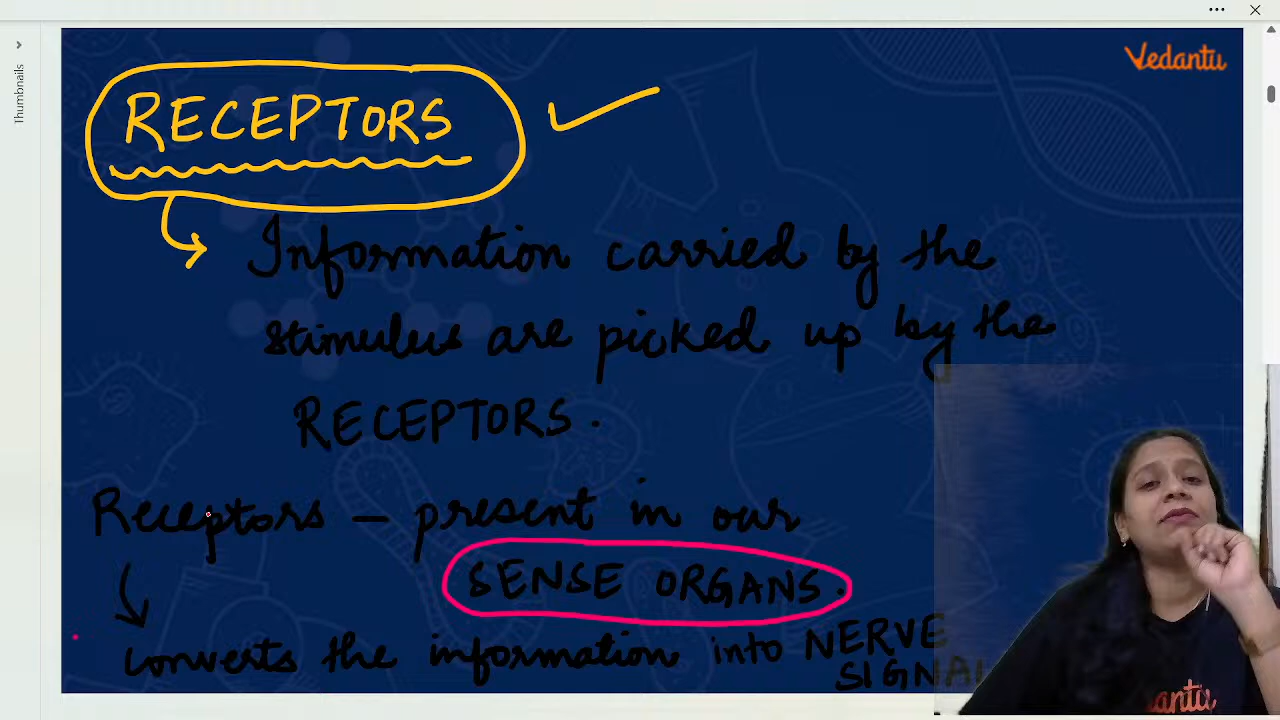 Thumbnails
Vedantu
RECEPTORS
Information carried by the
stimulus are picked up by the
RECEPTORS.
Receptors – present in our
SENSE ORGANS.
converts the information into NERVE
SIGNAL
antu